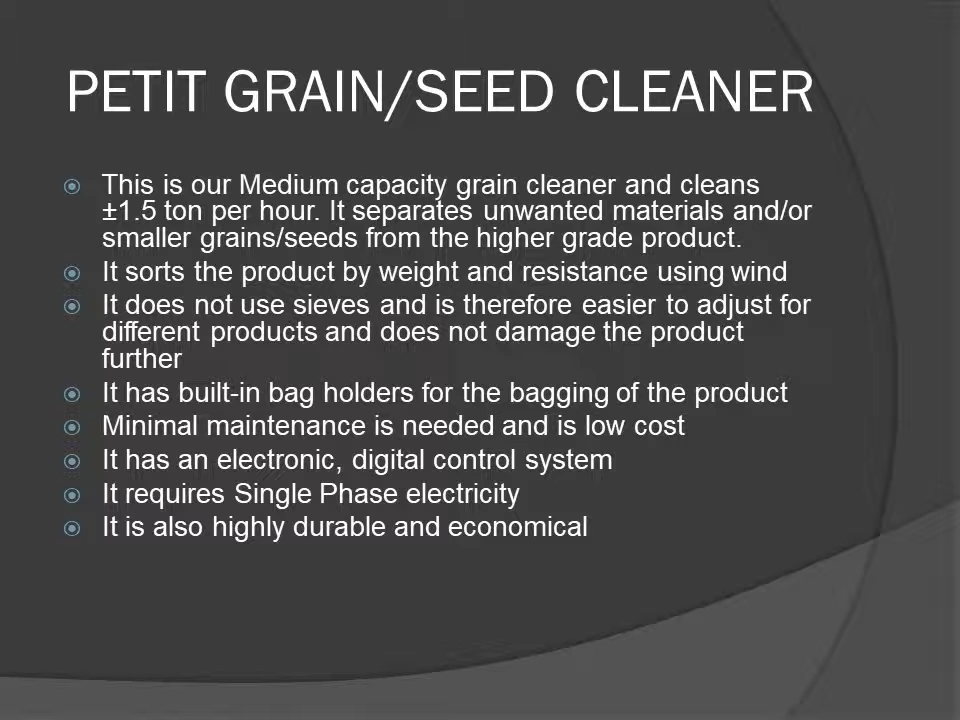 PETIT GRAIN/SEED CLEANER
This is our Medium capacity grain cleaner and cleans
±1.5 ton per hour. It separates unwanted materials and/or
smaller grains/seeds from the higher grade product.
It sorts the product by weight and resistance using wind
It does not use sieves and is therefore easier to adjust for
different products and does not damage the product
further
It has built-in bag holders for the bagging of the product
Minimal maintenance is needed and is low cost
It has an electronic, digital control system
It requires Single Phase electricity
It is also highly durable and economical